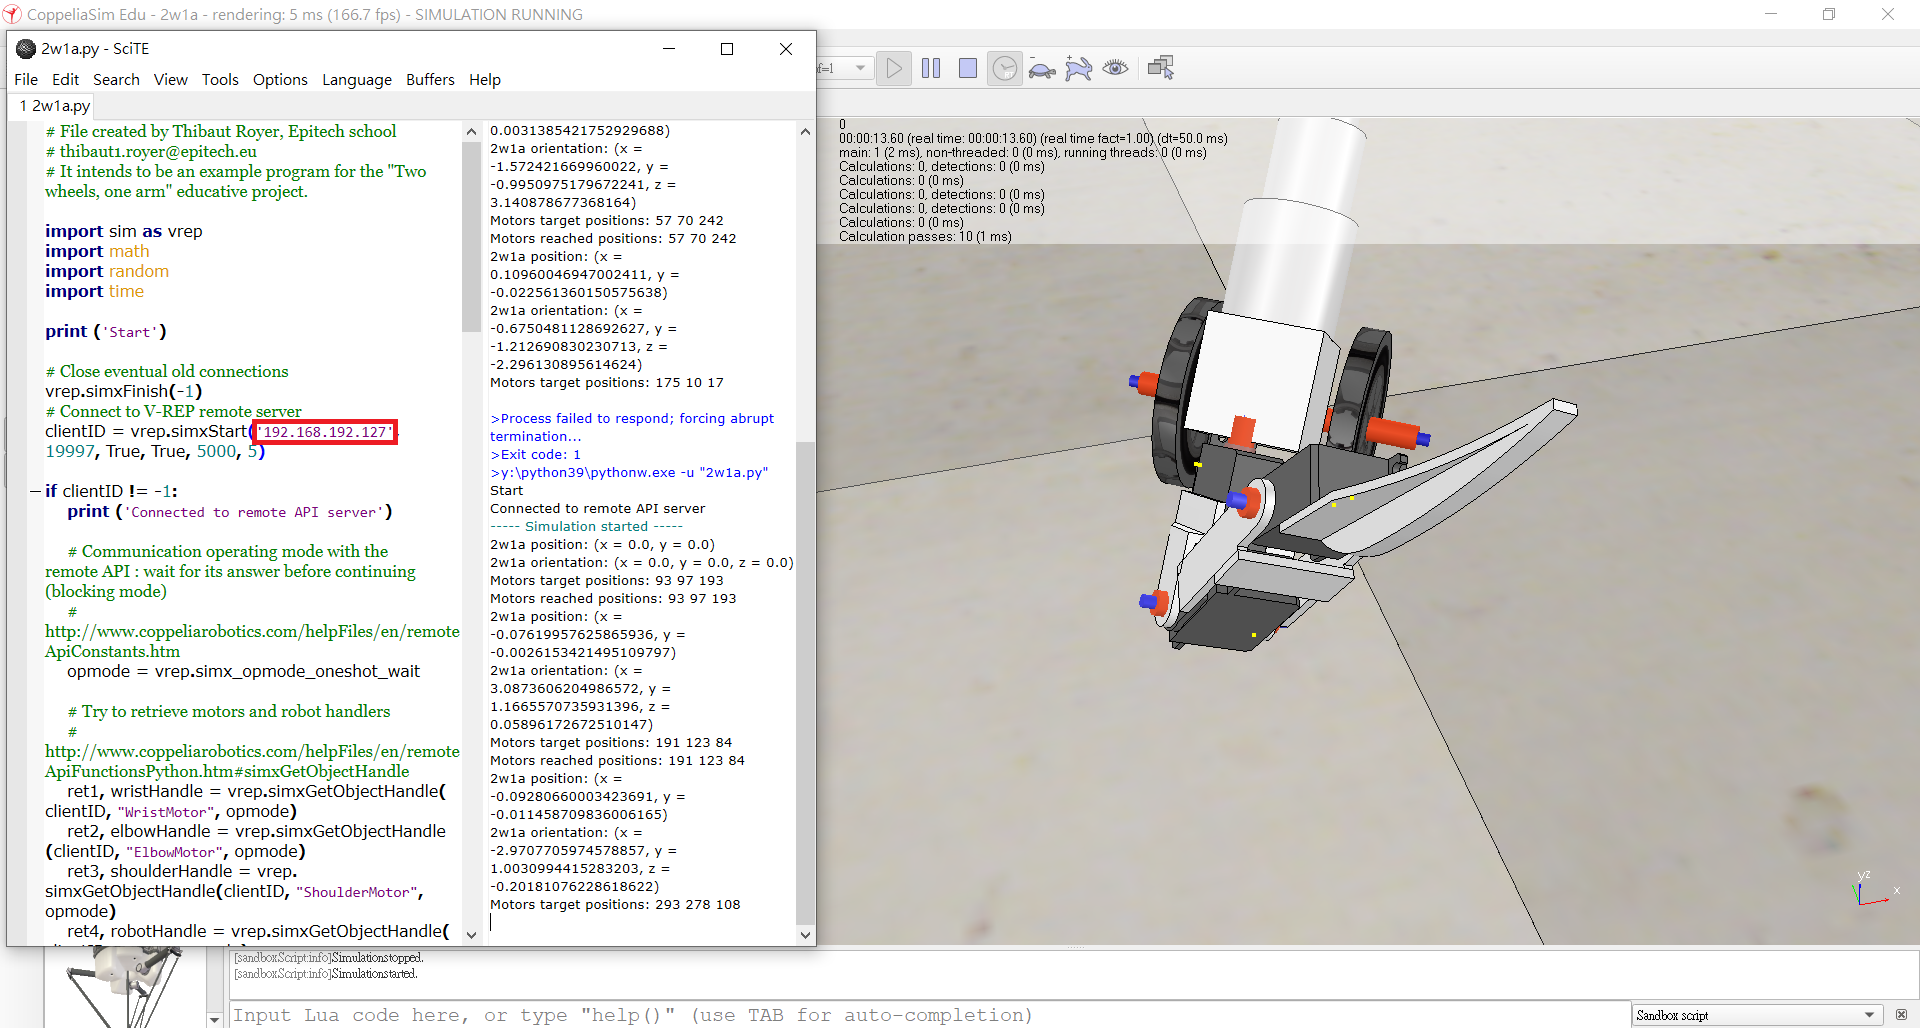 CoppeliaSim Edu - 2w1a - rendering: 5 ms (166.7 fps) - SIMULATION RUNNING
2w1a.py - SciTE
File Edit Search View Tools Options Language Buffers Help
1 2w1a.py
# File created by Thibaut Royer, Epitech school
# thibaut1.royer@epitech.eu
# It intends to be an example program for the "Two
wheels, one arm" educative project.
import sim as vrep
import math
import random
import time
print ('Start')
# Close eventual old connections
vrep.simxFinish(-1)
# Connect to V-REP remote server
clientID = vrep.simxStart('192.168.192.127',
19997, True, True, 5000, 5)
if clientID != -1:
print ('Connected to remote API server')
# Communication operating mode with the
remote API : wait for its answer before continuing
(blocking mode)
#
http://www.coppeliarobotics.com/helpFiles/en/remote
ApiConstants.htm
opmode = vrep.simx_opmode_oneshot_wait
# Try to retrieve motors and robot handlers
#
http://www.coppeliarobotics.com/helpFiles/en/remote
ApiFunctionsPython.htm#simxGetObjectHandle
ret1, wristHandle = vrep.simxGetObjectHandle(
clientID, "WristMotor", opmode)
ret2, elbowHandle = vrep.simxGetObjectHandle
(clientID, "ElbowMotor", opmode)
ret3, shoulderHandle = vrep.
simxGetObjectHandle(clientID, "ShoulderMotor",
opmode)
ret4, robotHandle = vrep.simxGetObjectHandle(
0.0031385421752929688)
2w1a orientation: (x =
-1.572421669960022, y =
-0.9950975179672241, z =
3.140878677368164)
Motors target positions: 57 70 242
Motors reached positions: 57 70 242
2w1a position: (x =
0.10960046947002411, y =
-0.022561360150575638)
2w1a orientation: (x =
-0.6750481128692627, y =
-1.212690830230713, z =
-2.296130895614624)
Motors target positions: 175 10 17
>Process failed to respond; forcing abrupt
termination...
>Exit code: 1
>y:\python39\pythonw.exe -u "2w1a.py"
Start
Connected to remote API server
----- Simulation started -----
2w1a position: (x = 0.0, y = 0.0)
2w1a orientation: (x = 0.0, y = 0.0, z = 0.0)
Motors target positions: 93 97 193
Motors reached positions: 93 97 193
2w1a position: (x =
-0.07619957625865936, y =
-0.0026153421495109797)
2w1a orientation: (x =
3.0873606204986572, y =
1.1665570735931396, z =
0.05896172672510147)
Motors target positions: 191 123 84
Motors reached positions: 191 123 84
2w1a position: (x =
-0.09280660003423691, y =
-0.011458709836006165)
2w1a orientation: (x =
-2.9707705974578857, y =
1.0030994415283203, z =
-0.20181076228618622)
Motors target positions: 293 278 108
0
00:00:13.60 (real time: 00:00:13.60) (real time fact=1.00) (dt=50.0 ms)
main: 1 (2 ms), non-threaded: 0 (0 ms), running threads: 0 (0 ms)
Calculations: 0, detections: 0 (0 ms)
Calculations: 0 (0 ms)
Calculations: 0, detections: 0 (0 ms)
Calculations: 0, detections: 0 (0 ms)
Calculations: 0 (0 ms)
Calculation passes: 10 (1 ms)
yz
x
[sandboxScript:info]Simulationstopped.
[sandboxScript:info]Simulationstarted.
Input Lua code here, or type "help()" (use TAB for auto-completion)
Sandbox script